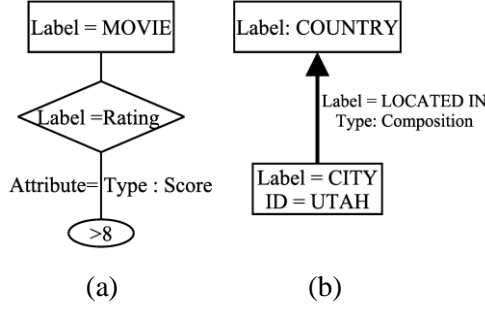 Label = MOVIE
Label =Rating
Attribute= Type : Score
>8
(a)
Label: COUNTRY
Label = LOCATED IN
Type: Composition
Label = CITY
ID = UTAH
(b)